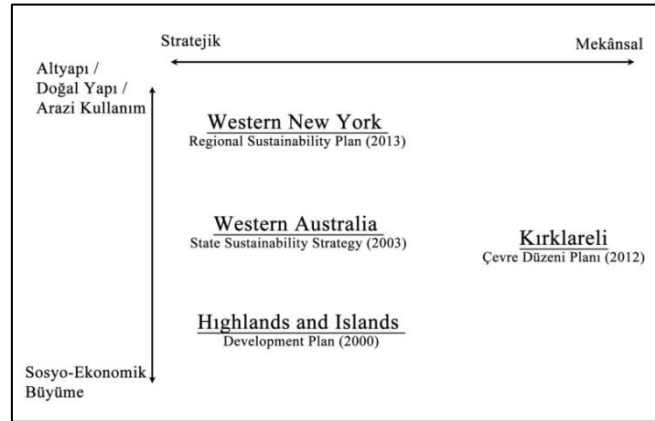 Stratejik
Mekânsal
Altyapı /
Doğal Yapı /
Arazi Kullanım
Western New York
Regional Sustainability Plan (2013)
Western Australia
State Sustainability Strategy (2003)
Kırklareli
Çevre Düzeni Planı (2012)
Hıghlands and Islands
Development Plan (2000)
Sosyo-Ekonomik
Büyüme